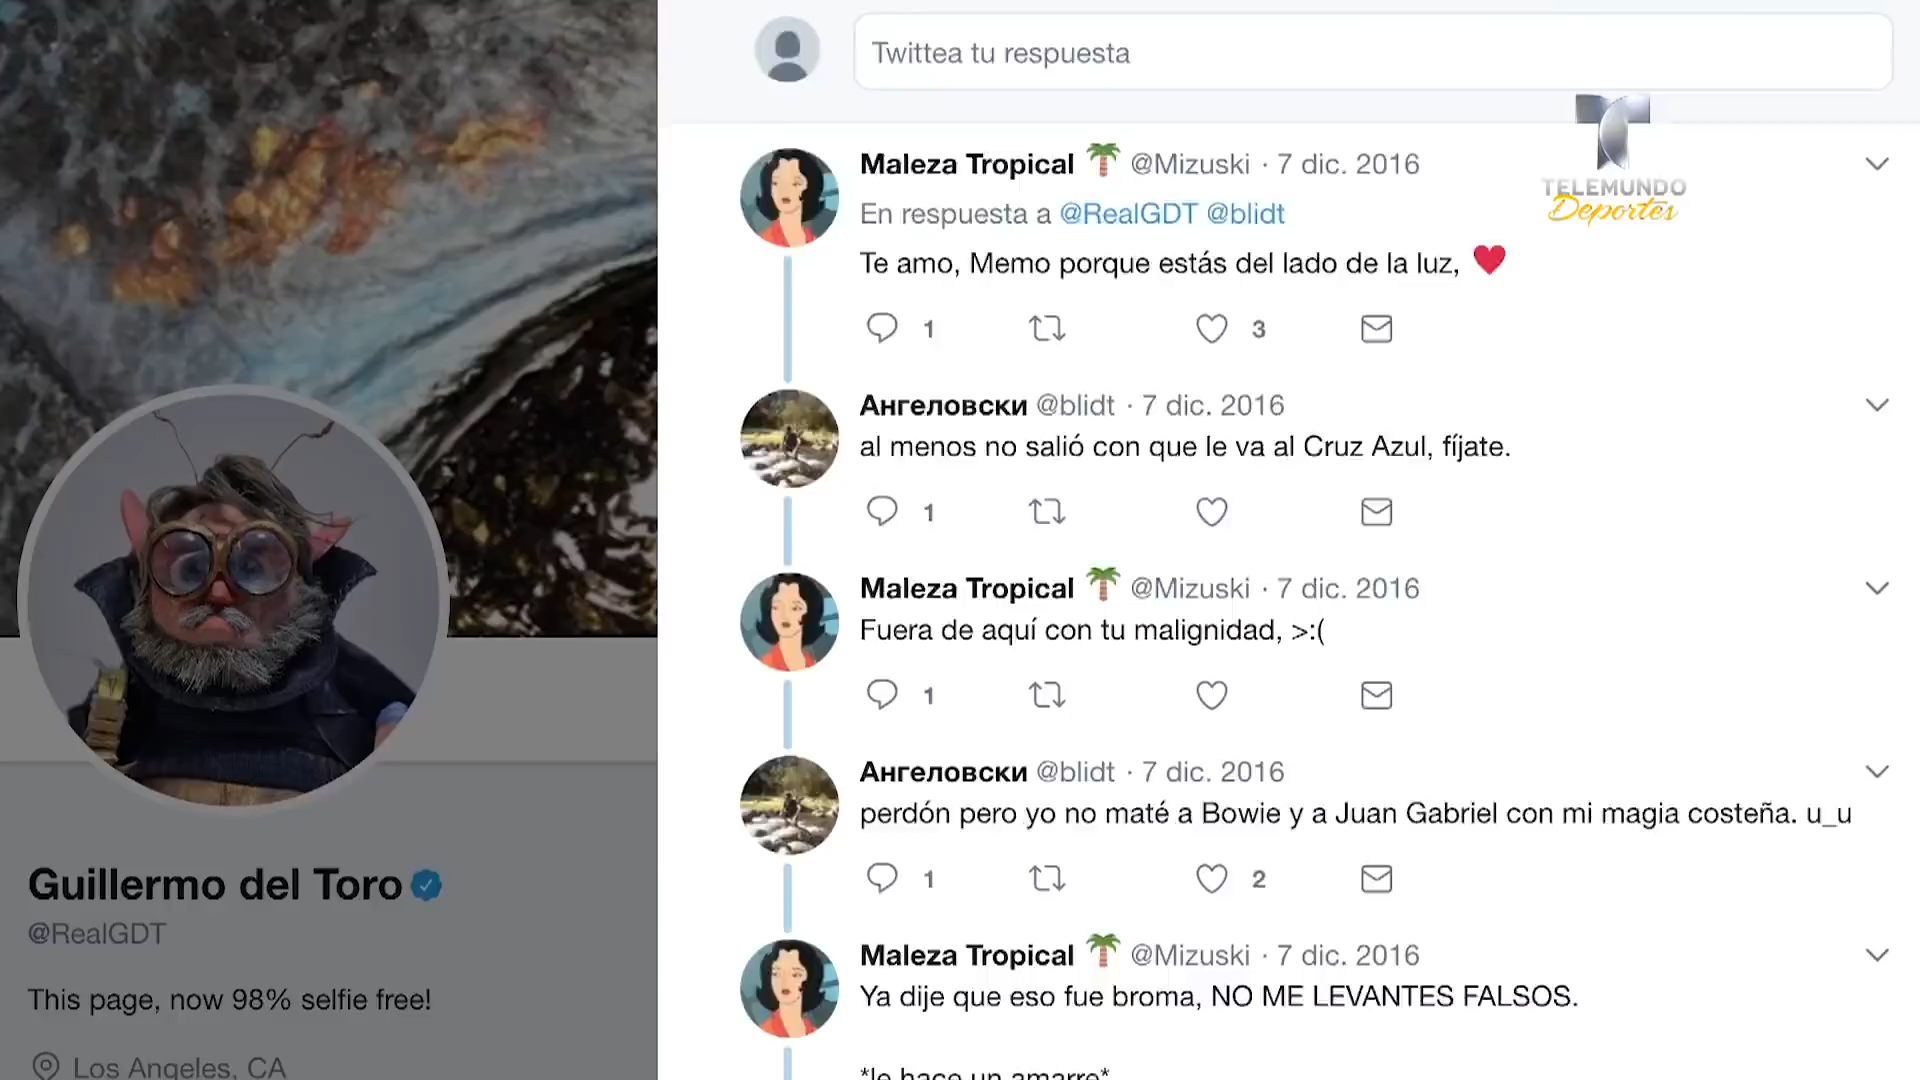 Twittea tu respuesta
TELEMUNDO
Deportes
Maleza Tropical 🌴 @Mizuski · 7 dic. 2016
En respuesta a @RealGDT @blidt
Te amo, Memo porque estás del lado de la luz, ♥
1 3
Ангеловски @blidt · 7 dic. 2016
al menos no salió con que le va al Cruz Azul, fíjate.
1
Maleza Tropical 🌴 @Mizuski · 7 dic. 2016
Fuera de aquí con tu malignidad, >:(
1
Ангеловски @blidt · 7 dic. 2016
perdón pero yo no maté a Bowie y a Juan Gabriel con mi magia costeña. u_u
1 2
Maleza Tropical 🌴 @Mizuski · 7 dic. 2016
Ya dije que eso fue broma, NO ME LEVANTES FALSOS.
*le hace un amarre*
Guillermo del Toro
@RealGDT
This page, now 98% selfie free!
Los Angeles, CA